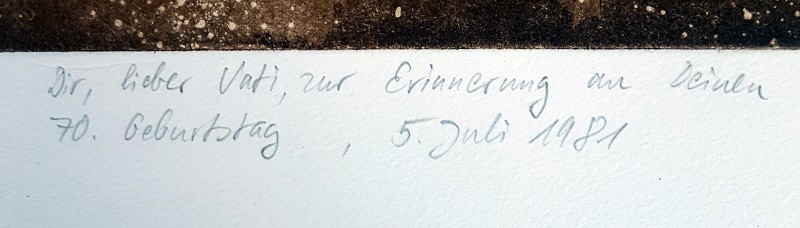 Dir, lieber Vati, zur Erinnerung an Deinen
70. Geburtstag , 5. Juli 1981